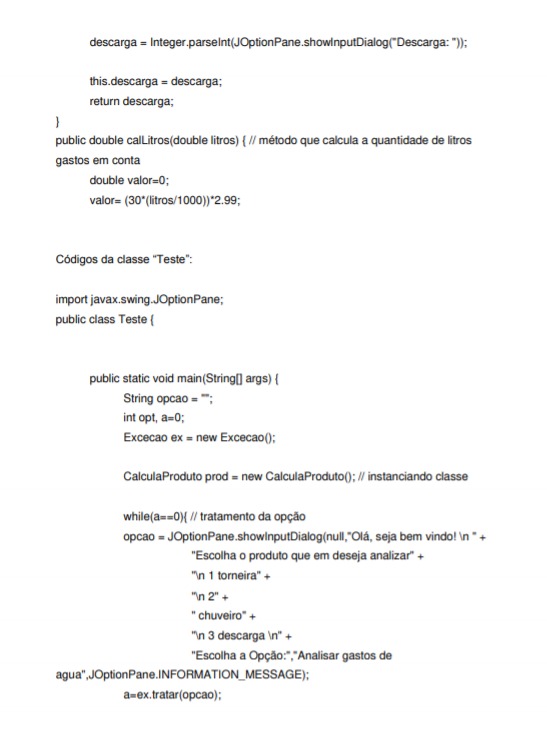 descarga = Integer.parseInt(JOptionPane.showInputDialog("Descarga: "));
this.descarga = descarga;
return descarga;
}
public double calLitros(double litros) { // método que calcula a quantidade de litros
gastos em conta
double valor=0;
valor= (30*(litros/1000))*2.99;
Códigos da classe "Teste":
import javax.swing.JOptionPane;
public class Teste {
public static void main(String[] args) {
String opcao = "";
int opt, a=0;
Excecao ex = new Excecao();
CalculaProduto prod = new CalculaProduto(); // instanciando classe
while(a==0){ // tratamento da opção
opcao = JOptionPane.showInputDialog(null,"Olá, seja bem vindo! \n " +
"Escolha o produto que em deseja analizar" +
"\n 1 torneira" +
"\n 2" +
" chuveiro" +
"\n 3 descarga \n" +
"Escolha a Opção:","Analisar gastos de
agua",JOptionPane.INFORMATION_MESSAGE);
a=ex.tratar(opcao);